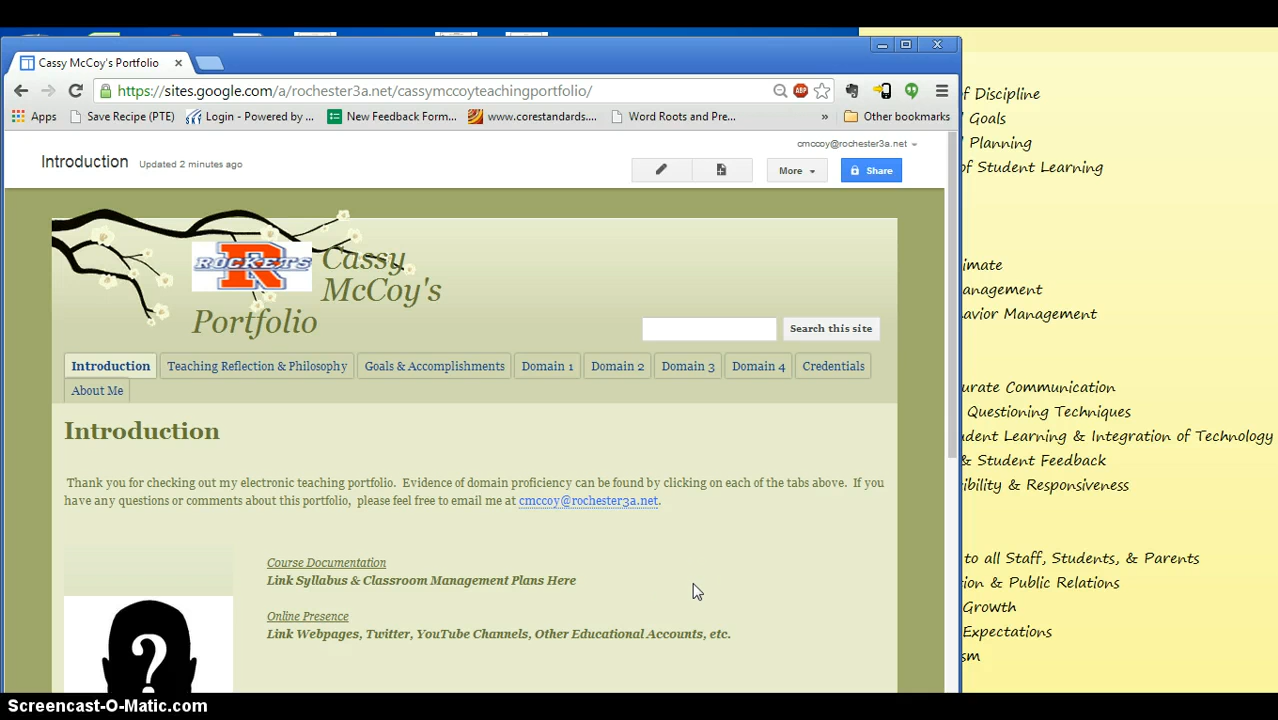 Cassy McCoy's Portfolio
https://sites.google.com/a/rochester3a.net/cassymccoyteachingportfolio/
ABP
Apps Save Recipe (PTE) Login - Powered by ... New Feedback Form... www.corestandards.... Word Roots and Pre... » Other bookmarks
cmccoy@rochester3a.net
Introduction Updated 2 minutes ago
More Share
R
ROCKETS
Cassy
McCoy's
Portfolio
Search this site
Introduction Teaching Reflection & Philosophy Goals & Accomplishments Domain 1 Domain 2 Domain 3 Domain 4 Credentials
About Me
Introduction
Thank you for checking out my electronic teaching portfolio. Evidence of domain proficiency can be found by clicking on each of the tabs above. If you
have any questions or comments about this portfolio, please feel free to email me at cmccoy@rochester3a.net.
Course Documentation
Link Syllabus & Classroom Management Plans Here
Online Presence
Link Webpages, Twitter, YouTube Channels, Other Educational Accounts, etc.
?
of Discipline
Goals
Planning
of Student Learning
imate
anagement
havior Management
urate Communication
Questioning Techniques
udent Learning & Integration of Technology
& Student Feedback
ibility & Responsiveness
to all Staff, Students, & Parents
ion & Public Relations
Growth
Expectations
sm
Screencast-O-Matic.com